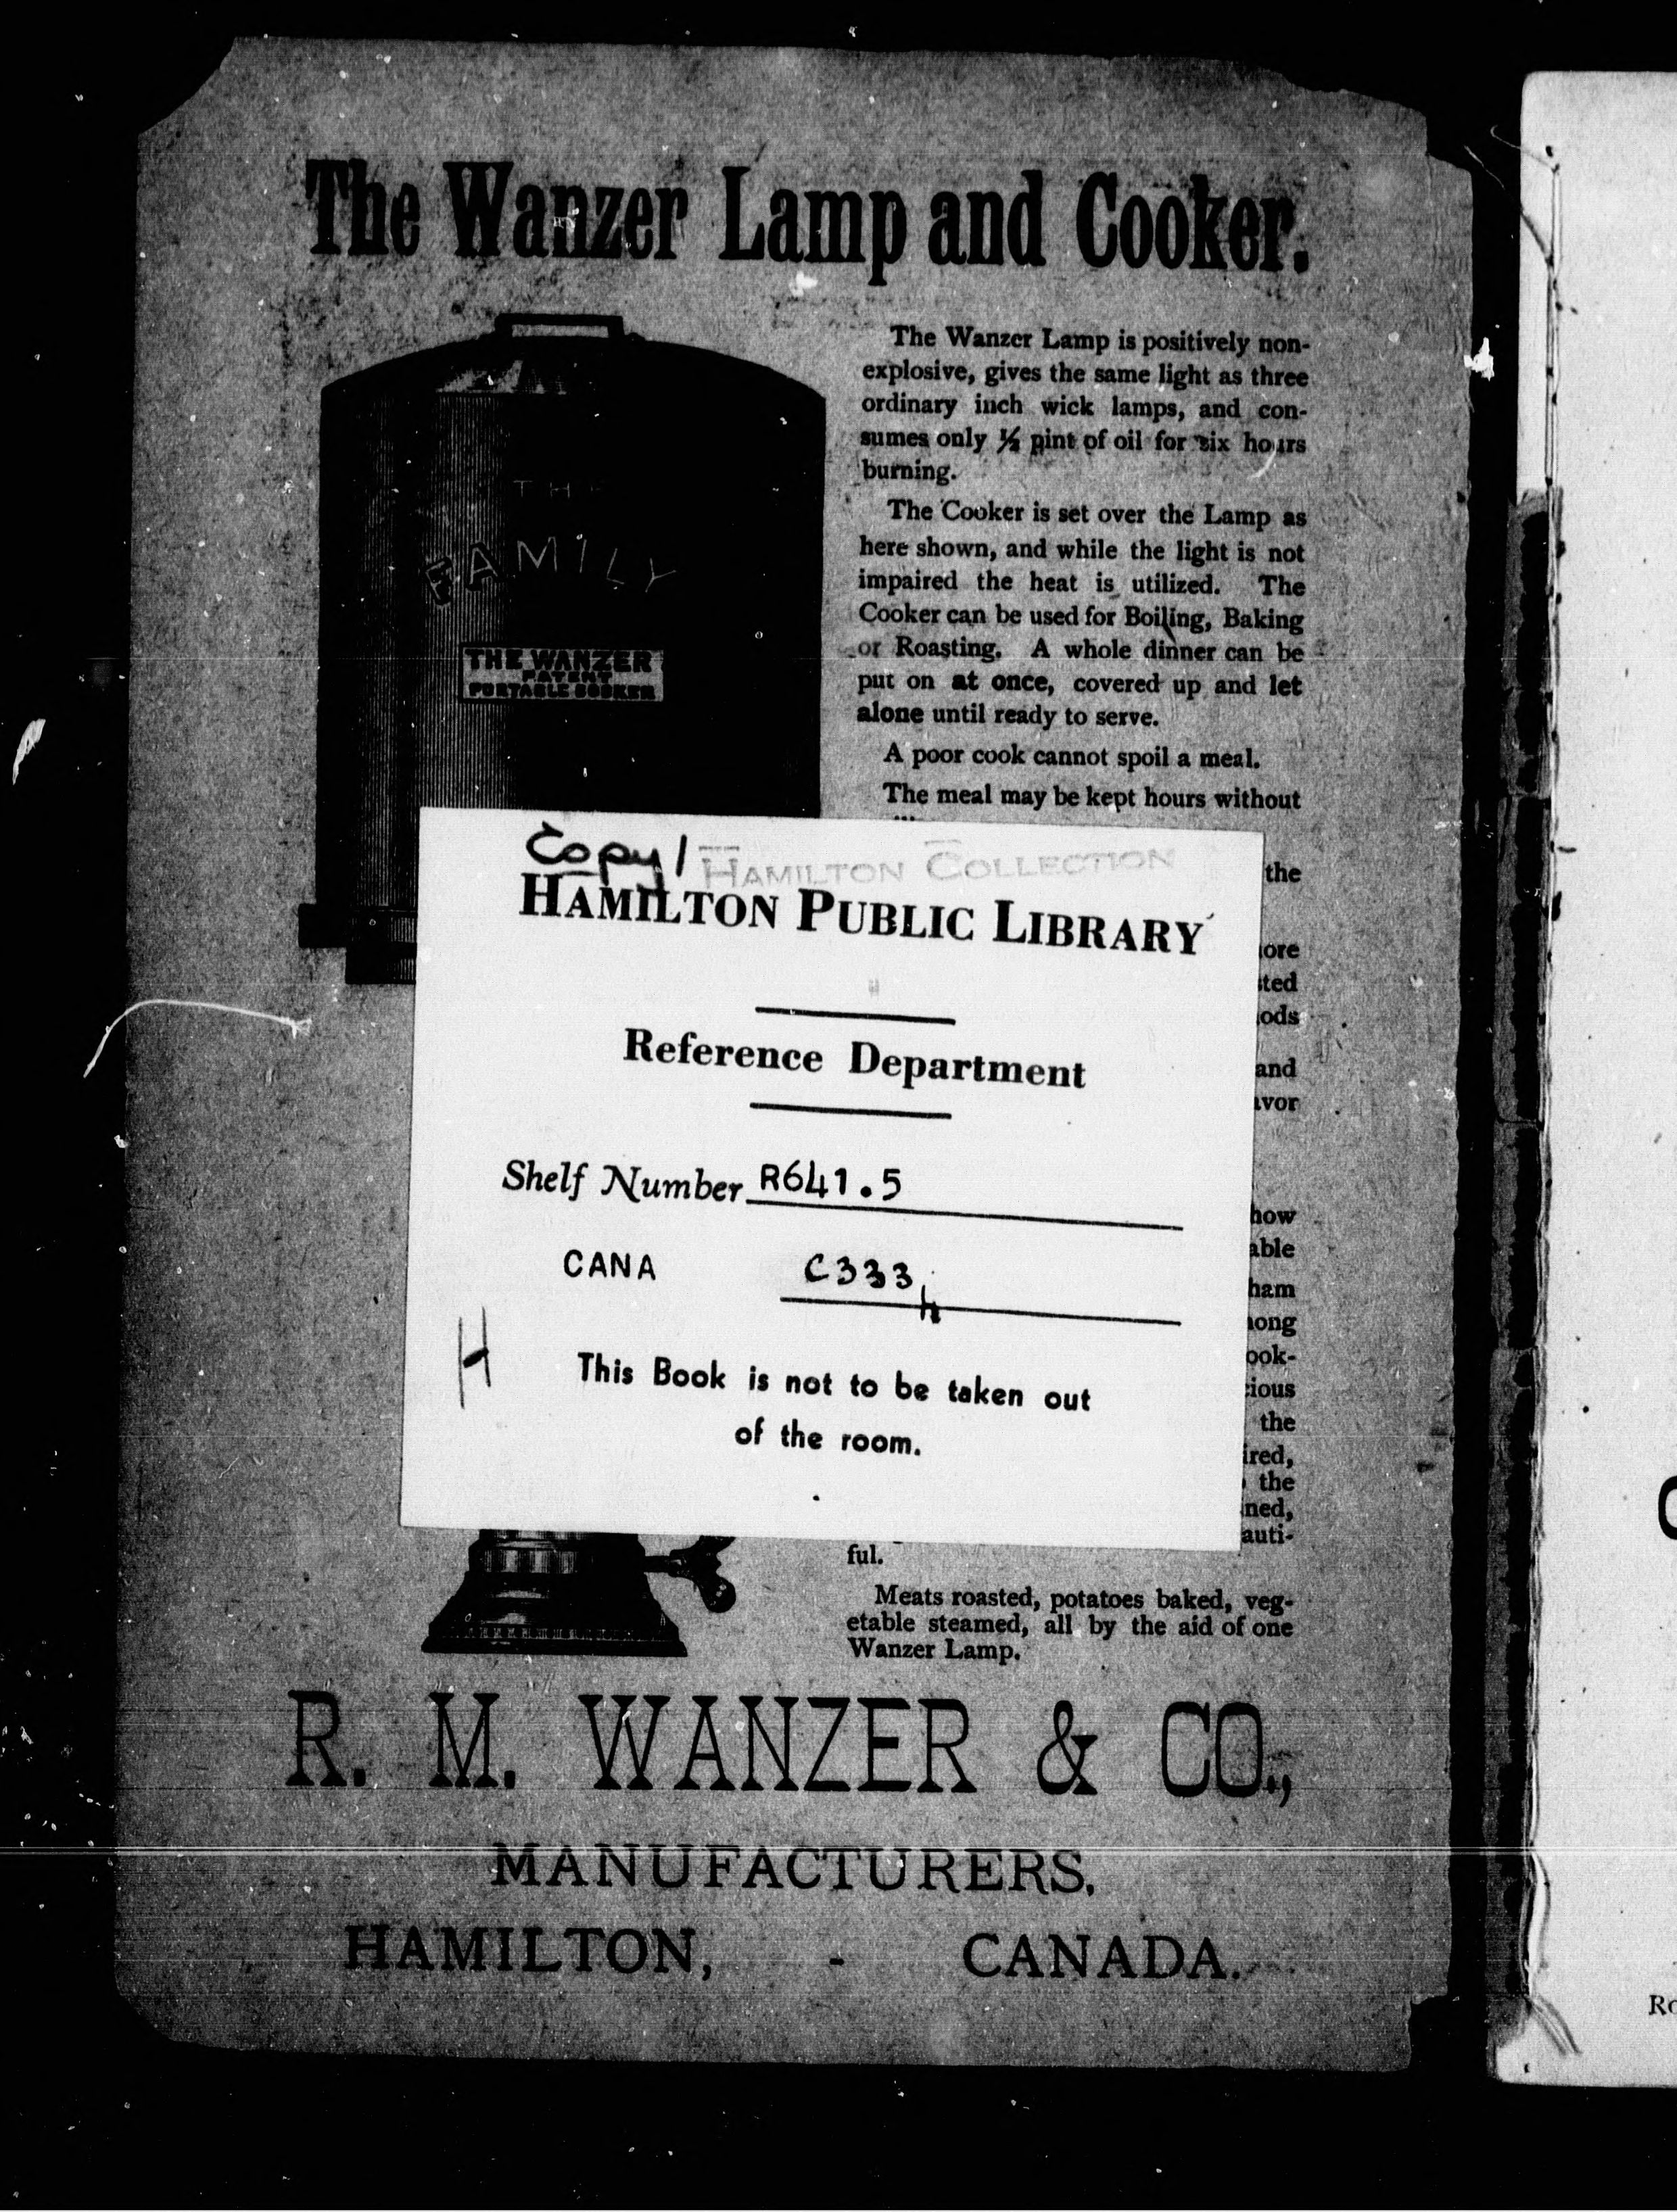 The Wanzer Lamp and Cooker.
THE
FAMILY
THE WANZER
PATENT
PORTABLE COOKER
The Wanzer Lamp is positively non-
explosive, gives the same light as three
ordinary inch wick lamps, and con-
sumes only ½ pint of oil for six hours
burning.
The Cooker is set over the Lamp as
here shown, and while the light is not
impaired the heat is utilized. The
Cooker can be used for Boiling, Baking
or Roasting. A whole dinner can be
put on at once, covered up and let
alone until ready to serve.
A poor cook cannot spoil a meal.
The meal may be kept hours without
the
ore
ted
ods
and
vor
how
able
ham
ong
ook-
cious
the
ired,
the
ned,
auti-
ful.
Meats roasted, potatoes baked, veg-
etable steamed, all by the aid of one
Wanzer Lamp.
Copy 1
HAMILTON COLLECTION
HAMILTON PUBLIC LIBRARY
Reference Department
Shelf Number R641.5
CANA C333h
H
This Book is not to be taken out
of the room.
R. M. WANZER & CO.,
MANUFACTURERS,
HAMILTON, - CANADA.
Ro